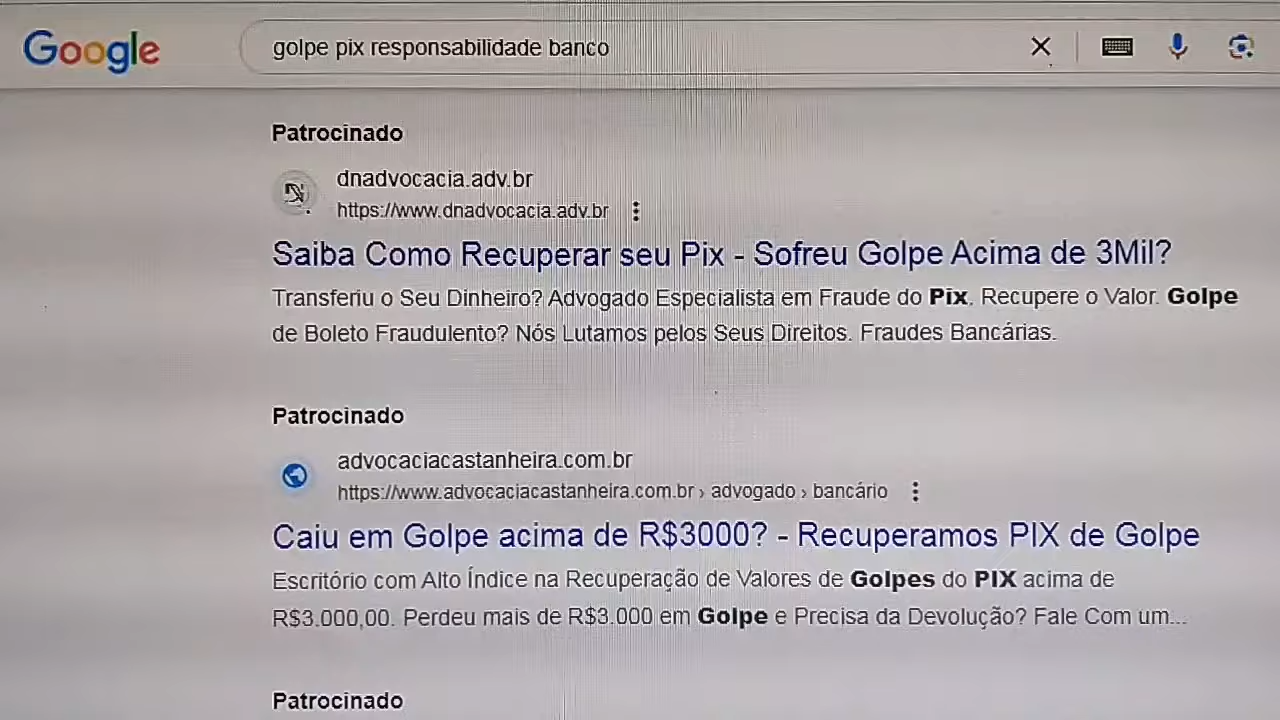 Google
golpe pix responsabilidade banco
Patrocinado
dnadvocacia.adv.br
https://www.dnadvocacia.adv.br
Saiba Como Recuperar seu Pix - Sofreu Golpe Acima de 3Mil?
Transferiu o Seu Dinheiro? Advogado Especialista em Fraude do Pix. Recupere o Valor. Golpe
de Boleto Fraudulento? Nós Lutamos pelos Seus Direitos. Fraudes Bancárias.
Patrocinado
advocaciacastanheira.com.br
https://www.advocaciacastanheira.com.br › advogado › bancário
Caiu em Golpe acima de R$3000? - Recuperamos PIX de Golpe
Escritório com Alto Índice na Recuperação de Valores de Golpes do PIX acima de
R$3.000,00. Perdeu mais de R$3.000 em Golpe e Precisa da Devolução? Fale Com um...
Patrocinado